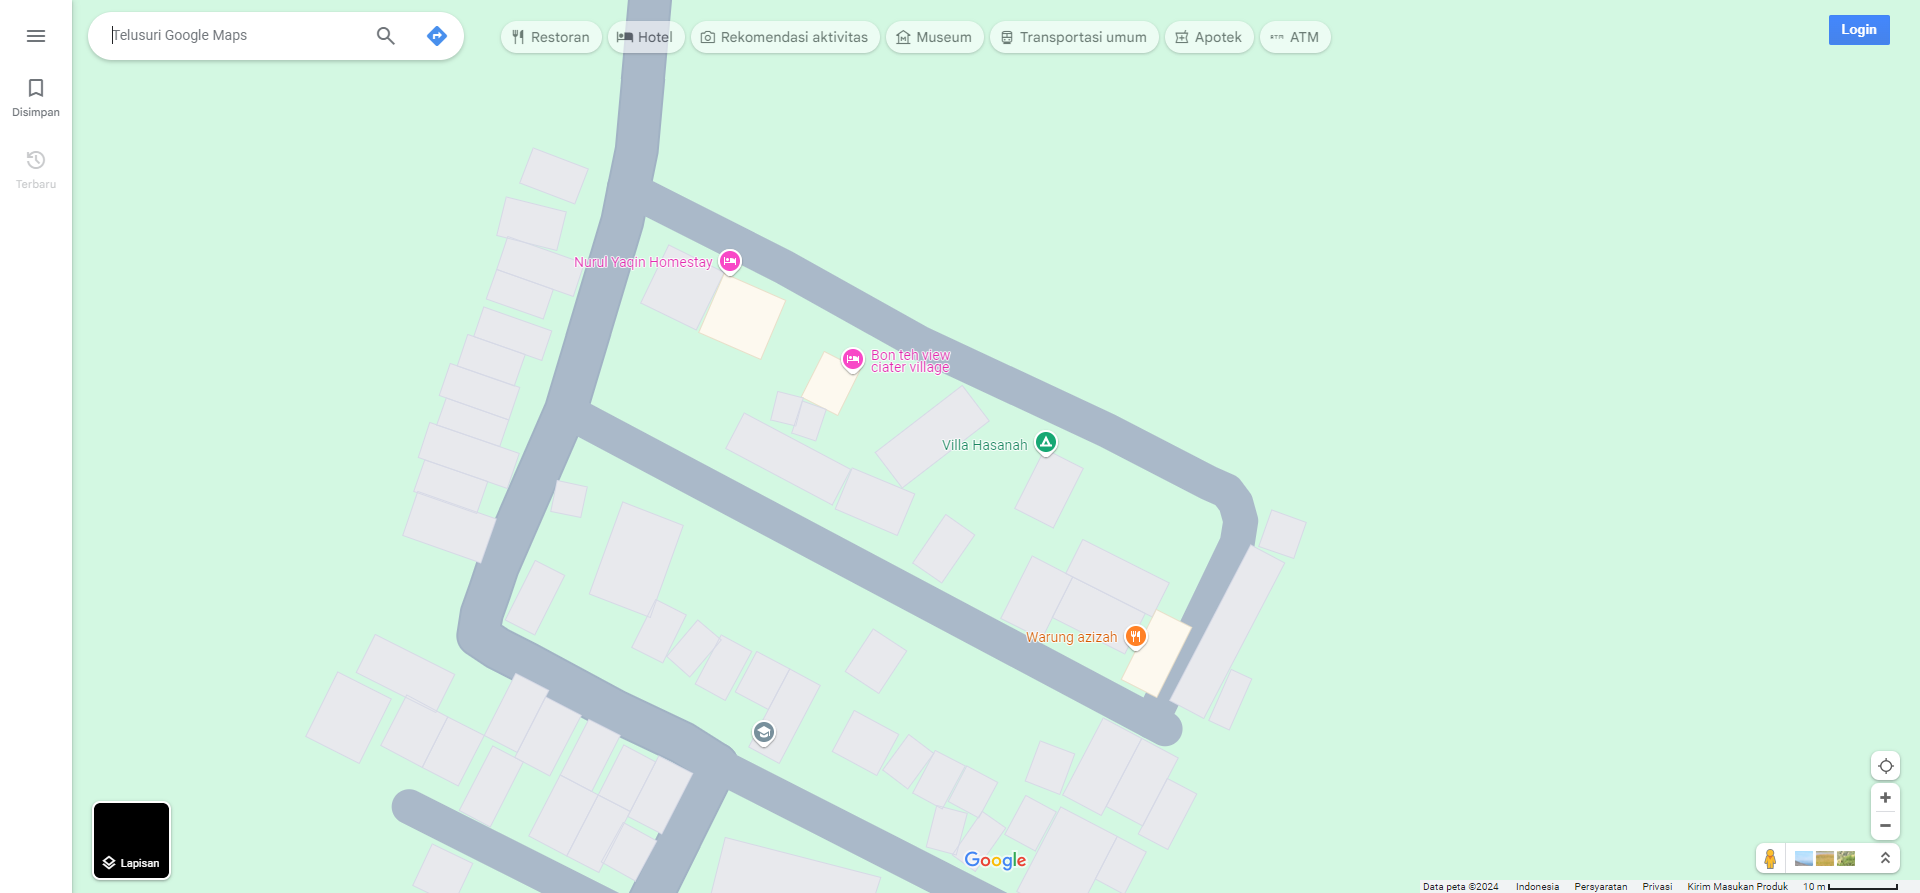 Telusuri Google Maps
Restoran
Hotel
Rekomendasi aktivitas
Museum
Transportasi umum
Apotek
ATM
Login
Disimpan
Terbaru
Nurul Yaqin Homestay
Bon teh view
ciater village
Villa Hasanah
Warung azizah
Lapisan
Google
Data peta ©2024 Indonesia Persyaratan Privasi Kirim Masukan Produk 10 m